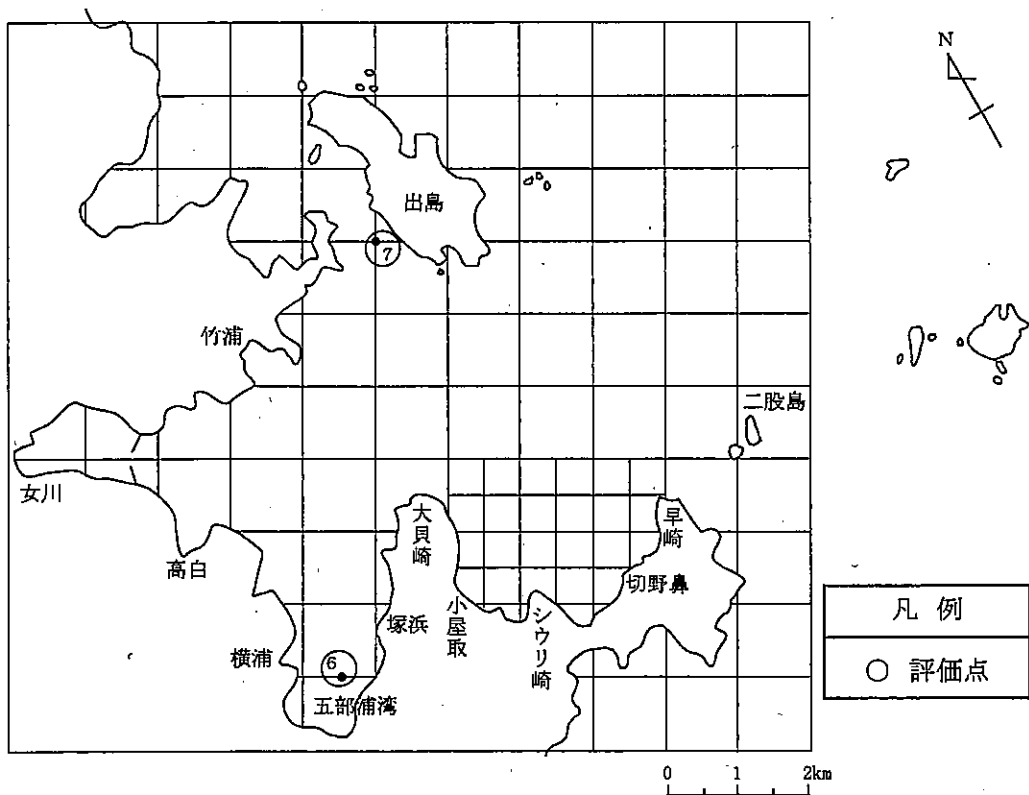 N
出島
7
竹浦
二股島
女川
大貝崎
早崎
高白
切野鼻
凡例
塚浜
小屋取
シウリ崎
横浦
6
○ 評価点
五部浦湾
0 1 2km